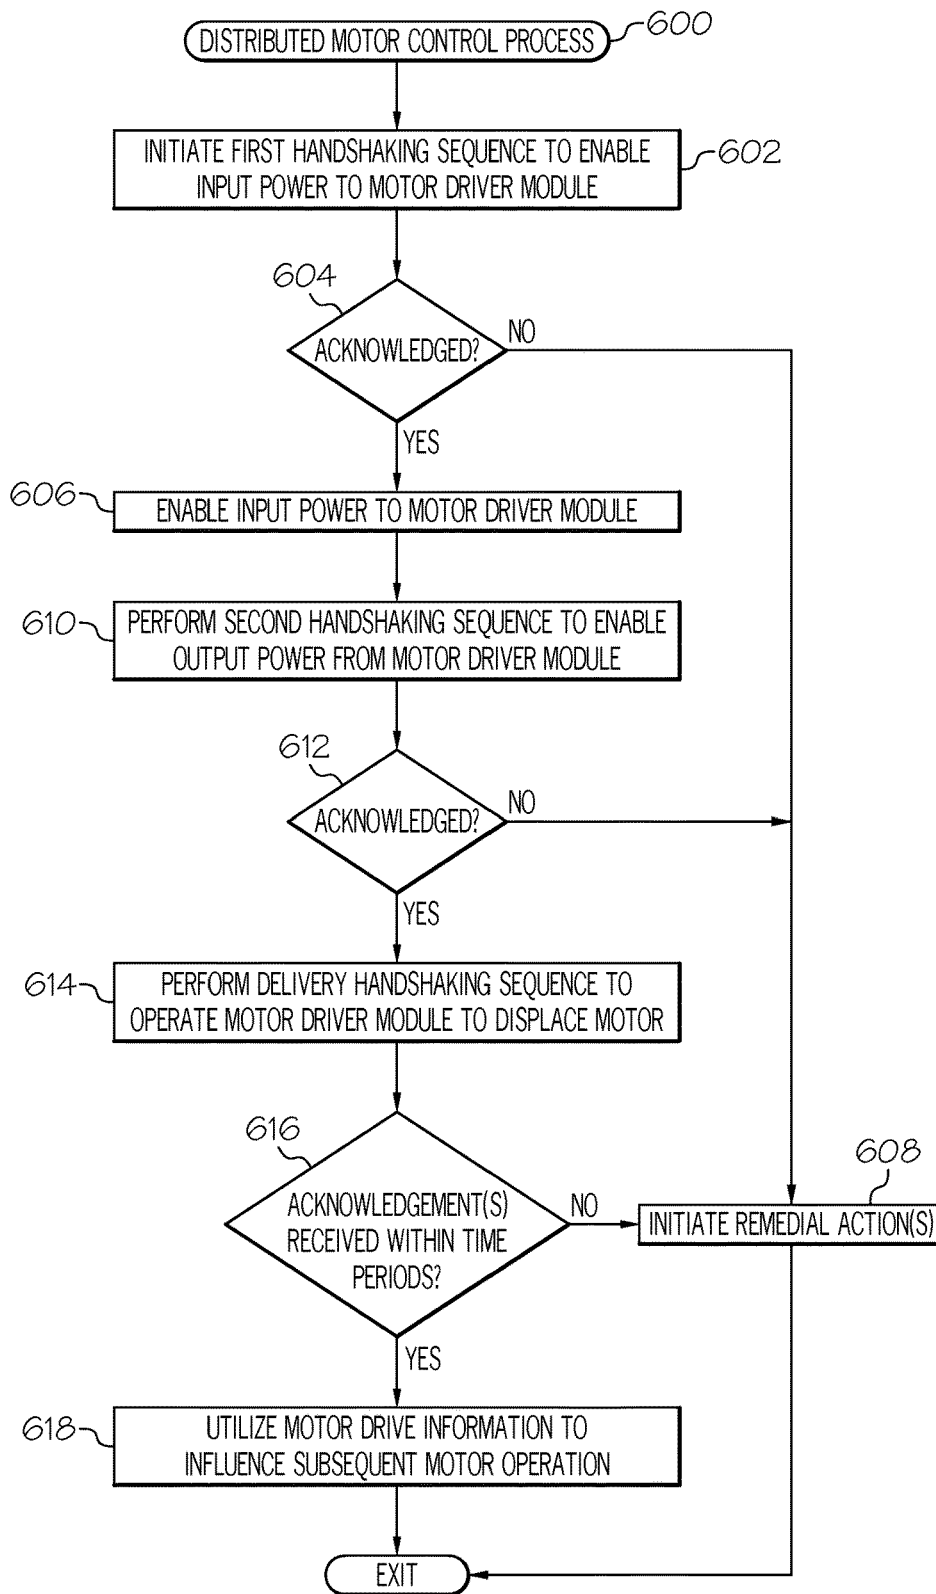 DISTRIBUTED MOTOR CONTROL PROCESS
600
INITIATE FIRST HANDSHAKING SEQUENCE TO ENABLE
INPUT POWER TO MOTOR DRIVER MODULE
602
604
ACKNOWLEDGED?
NO
YES
606
ENABLE INPUT POWER TO MOTOR DRIVER MODULE
610
PERFORM SECOND HANDSHAKING SEQUENCE TO ENABLE
OUTPUT POWER FROM MOTOR DRIVER MODULE
612
ACKNOWLEDGED?
NO
YES
614
PERFORM DELIVERY HANDSHAKING SEQUENCE TO
OPERATE MOTOR DRIVER MODULE TO DISPLACE MOTOR
616
ACKNOWLEDGEMENT(S)
RECEIVED WITHIN TIME
PERIODS?
NO
608
INITIATE REMEDIAL ACTION(S)
YES
618
UTILIZE MOTOR DRIVE INFORMATION TO
INFLUENCE SUBSEQUENT MOTOR OPERATION
EXIT